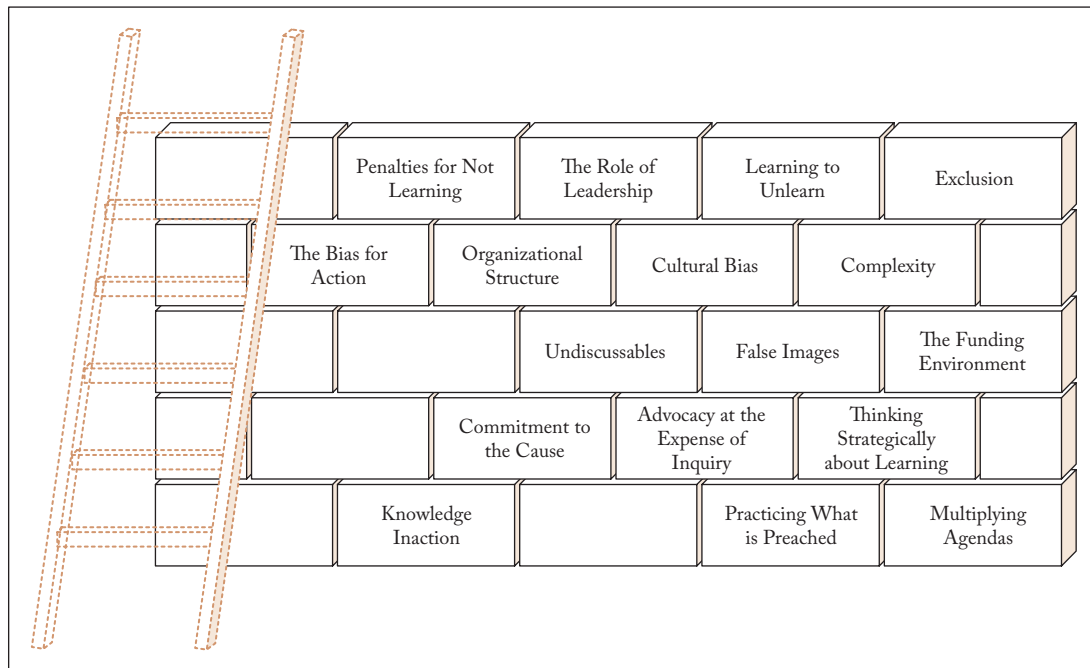 Penalties for Not
Learning
The Role of
Leadership
Learning to
Unlearn
Exclusion
The Bias for
Action
Organizational
Structure
Cultural Bias
Complexity
Undiscussables
False Images
The Funding
Environment
Commitment to
the Cause
Advocacy at the
Expense of
Inquiry
Thinking
Strategically
about Learning
Knowledge
Inaction
Practicing What
is Preached
Multiplying
Agendas